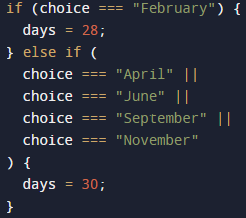 if (choice === "February") {
  days = 28;
} else if (
  choice === "April" ||
  choice === "June" ||
  choice === "September" ||
  choice === "November"
) {
  days = 30;
}